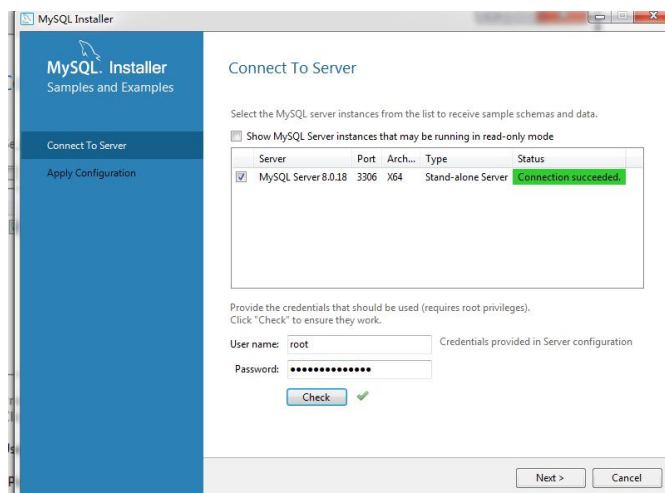 MySQL Installer
MySQL. Installer
Samples and Examples
Connect To Server
Apply Configuration
Connect To Server
Select the MySQL server instances from the list to receive sample schemas and data.
Show MySQL Server instances that may be running in read-only mode
Server Port Arch... Type Status
MySQL Server 8.0.18 3306 X64 Stand-alone Server Connection succeeded.
Provide the credentials that should be used (requires root privileges).
Click "Check" to ensure they work.
User name: root Credentials provided in Server configuration
Password: ••••••••••••••
Check
Next > Cancel